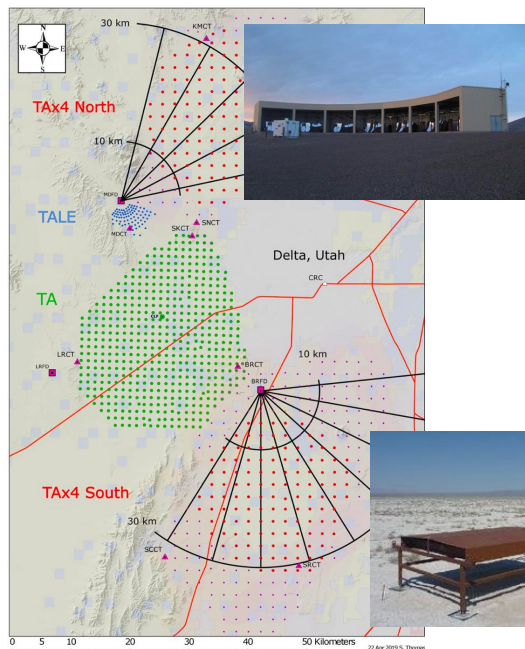 30 km
KMCT
N
W E
S
TAx4 North
10 km
MDFD
TALE
MDCT
SNCT
SKCT
Delta, Utah
CRC
TA
CLF
LRCT
LRFD
BRCT
10 km
BRFD
TAx4 South
30 km
SCCT
SRCT
0 5 10 20 30 40 50 Kilometers
22 Apr 2019 S. Thomas